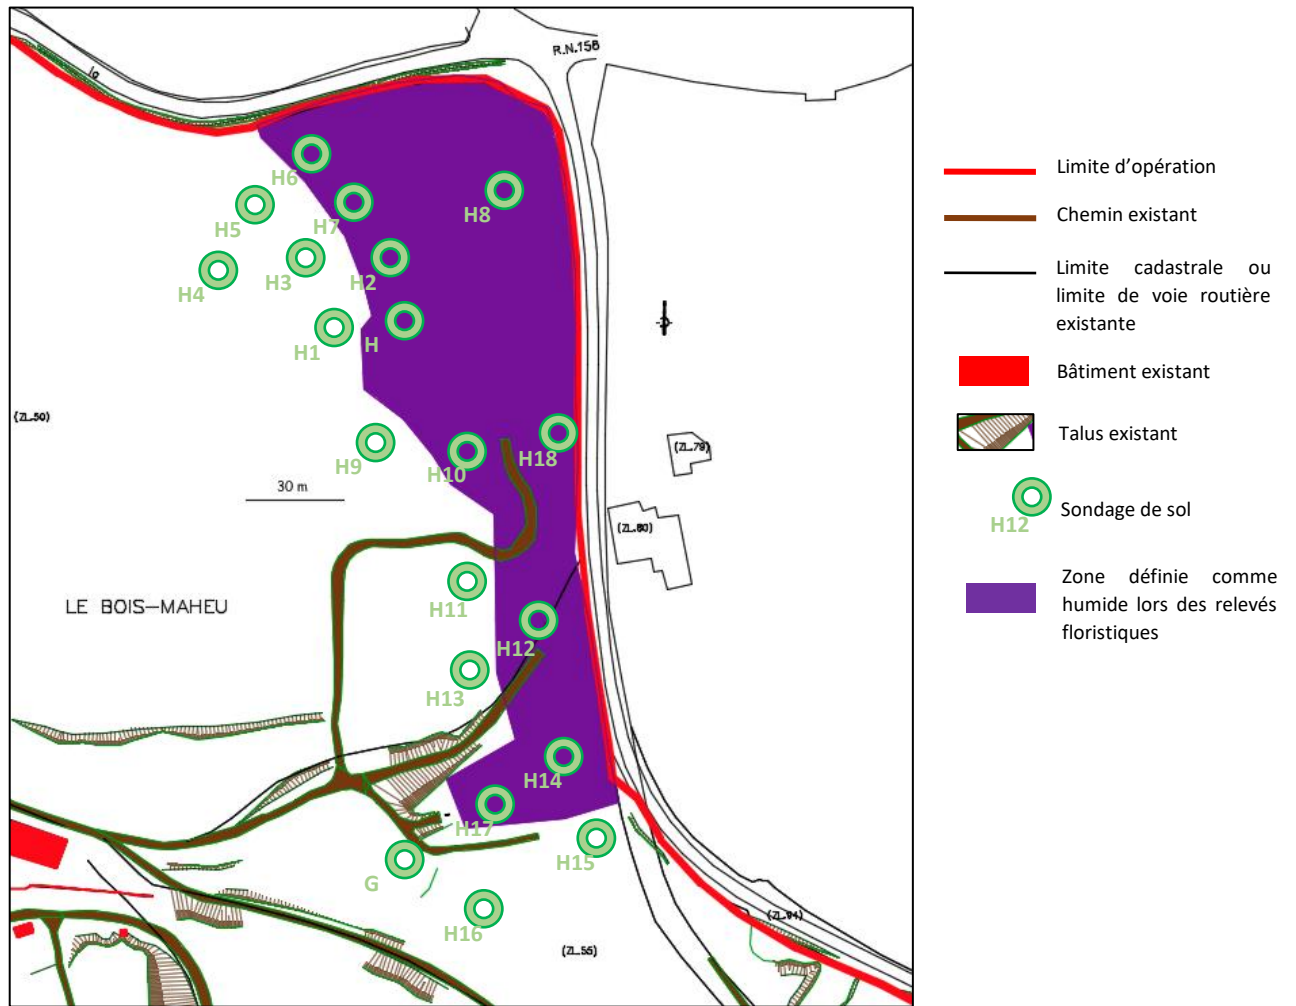 R.N.158
la
H6
H5
H7
H8
H4
H3
H2
H1
H
(ZL.50)
H9
H10
H18
(ZL.79)
30 m
(ZL.80)
LE BOIS-MAHEU
H11
H12
H13
H14
H17
H15
G
H16
(ZL.94)
(ZL.55)
Limite d'opération
Chemin existant
Limite cadastrale ou
limite de voie routière
existante
Bâtiment existant
Talus existant
H12
Sondage de sol
Zone définie comme
humide lors des relevés
floristiques